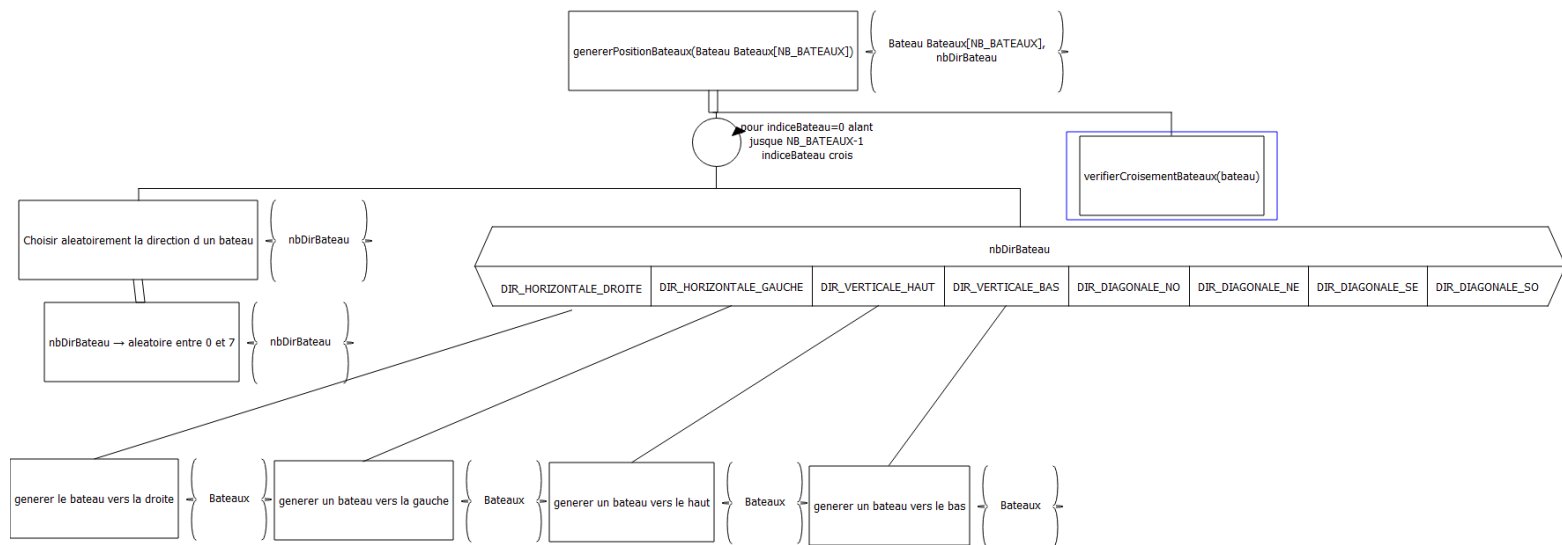 genererPositionBateaux(Bateau Bateaux[NB_BATEAUX])
Bateau Bateaux[NB_BATEAUX],
nbDirBateau
pour indiceBateau=0 alant
jusque NB_BATEAUX-1
indiceBateau crois
verifierCroisementBateaux(bateau)
Choisir aleatoirement la direction d un bateau
nbDirBateau
nbDirBateau
DIR_HORIZONTALE_DROITE
DIR_HORIZONTALE_GAUCHE
DIR_VERTICALE_HAUT
DIR_VERTICALE_BAS
DIR_DIAGONALE_NO
DIR_DIAGONALE_NE
DIR_DIAGONALE_SE
DIR_DIAGONALE_SO
nbDirBateau → aleatoire entre 0 et 7
nbDirBateau
generer le bateau vers la droite
Bateaux
generer un bateau vers la gauche
Bateaux
generer un bateau vers le haut
Bateaux
generer un bateau vers le bas
Bateaux